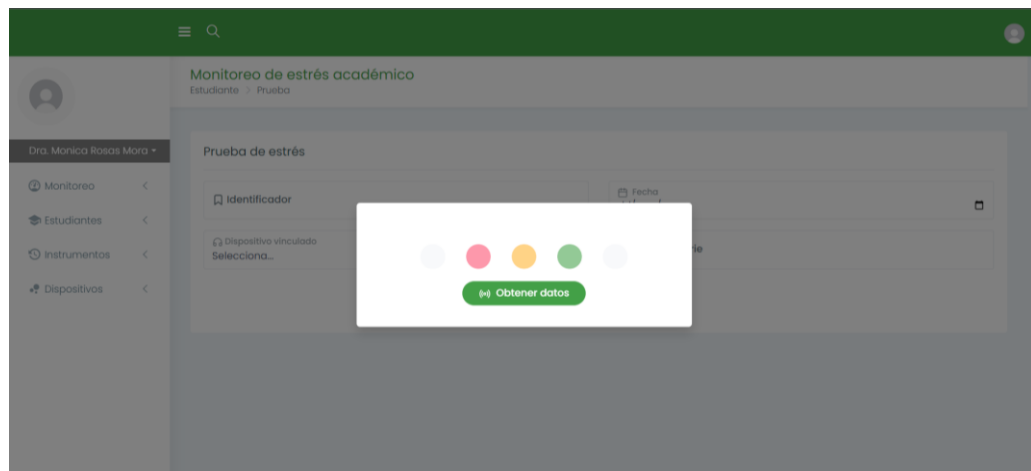 Monitoreo de estrés académico
Estudiante > Prueba
Dra. Monica Rosas Mora
Monitoreo
Estudiantes
Instrumentos
Dispositivos
Prueba de estrés
Identificador
Fecha
Dispositivo vinculado
Selecciona...
Obtener datos